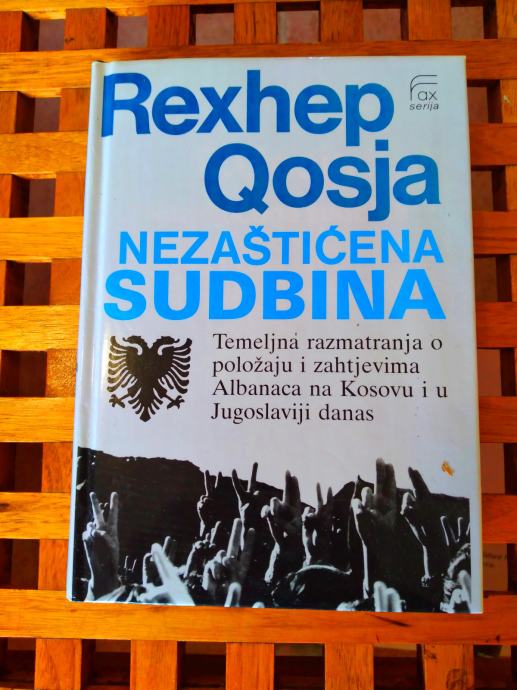 Rexhep
Qosja
Fax
serija
NEZAŠTIĆENA
SUDBINA
Temeljna razmatranja o
položaju i zahtjevima
Albanaca na Kosovu i u
Jugoslaviji danas